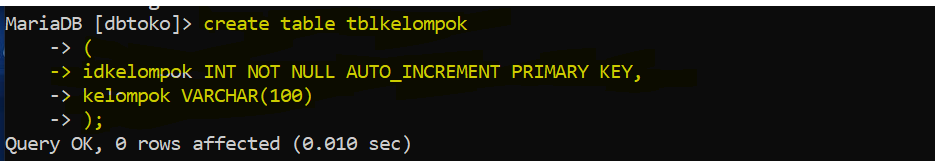 MariaDB [dbtoko]> create table tblkelompok
-> (
-> idkelompok INT NOT NULL AUTO_INCREMENT PRIMARY KEY,
-> kelompok VARCHAR(100)
-> );
Query OK, 0 rows affected (0.010 sec)